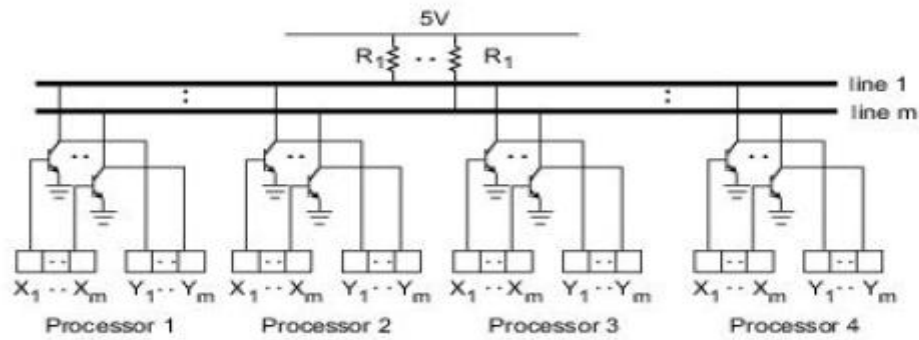 5V
R₁ ·· R₁
line 1
line m
X₁ ·· Xₘ Y₁ ·· Yₘ X₁ ·· Xₘ Y₁ ·· Yₘ X₁ ·· Xₘ Y₁ ·· Yₘ X₁ ·· Xₘ Y₁ ·· Yₘ
Processor 1 Processor 2 Processor 3 Processor 4